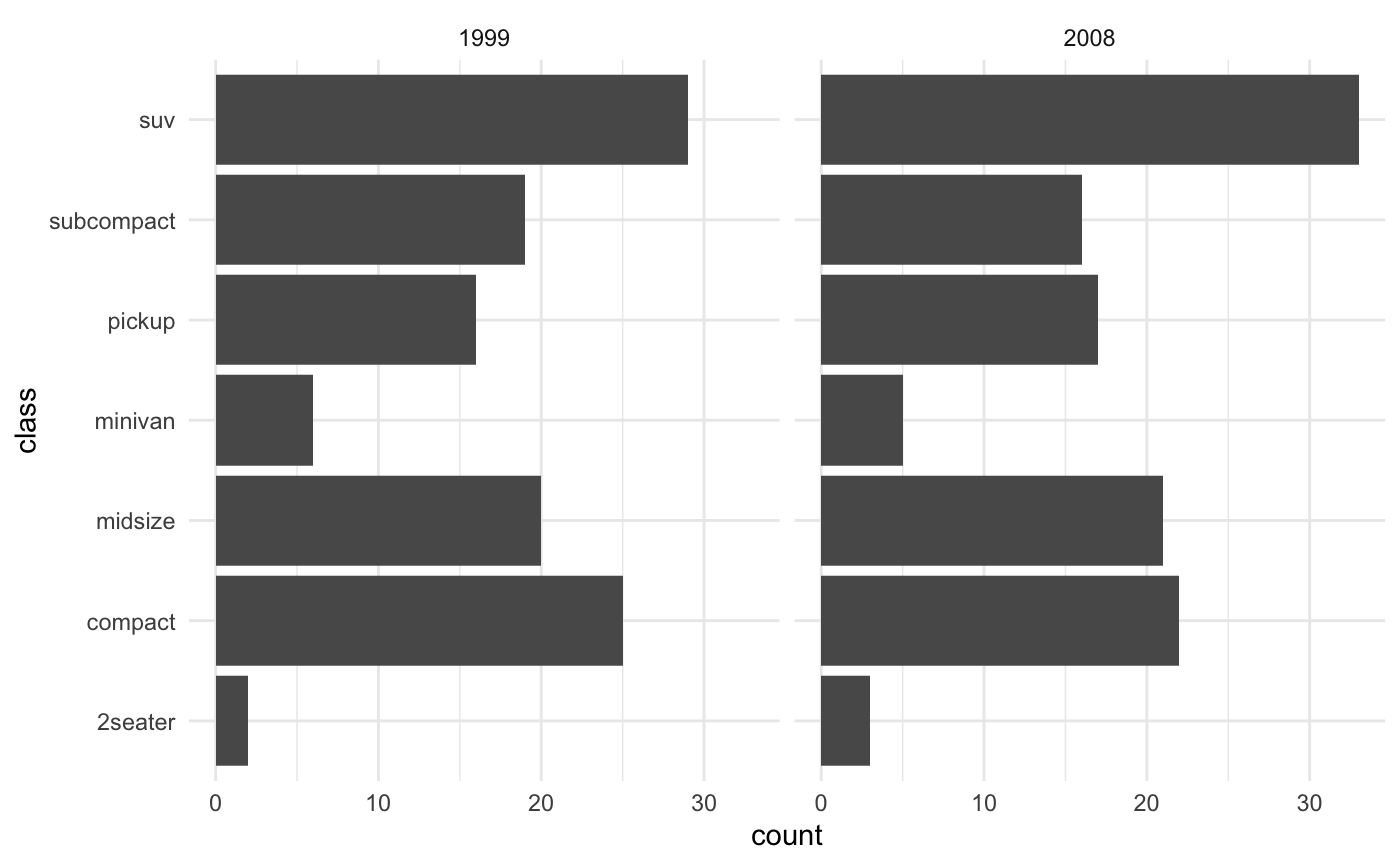 1999
2008
suv
subcompact
pickup
minivan
midsize
compact
2seater
class
0 10 20 30
0 10 20 30
count